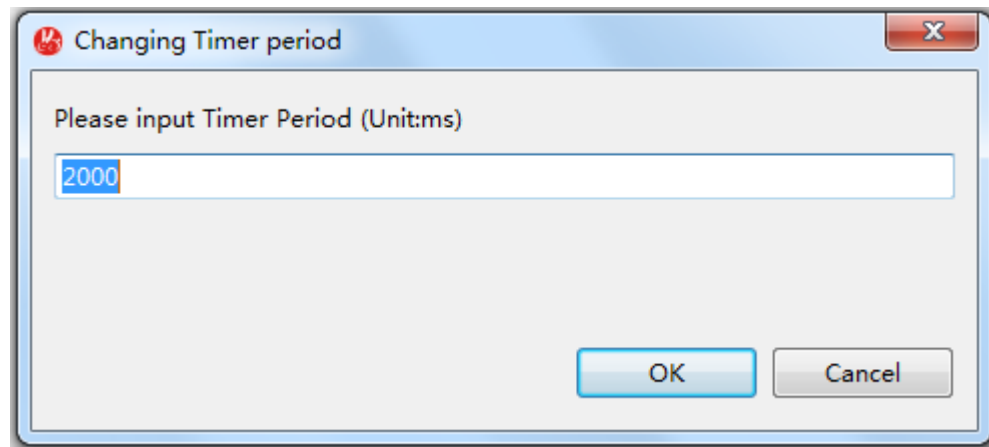 Changing Timer period
Please input Timer Period (Unit:ms)
2000
OK
Cancel